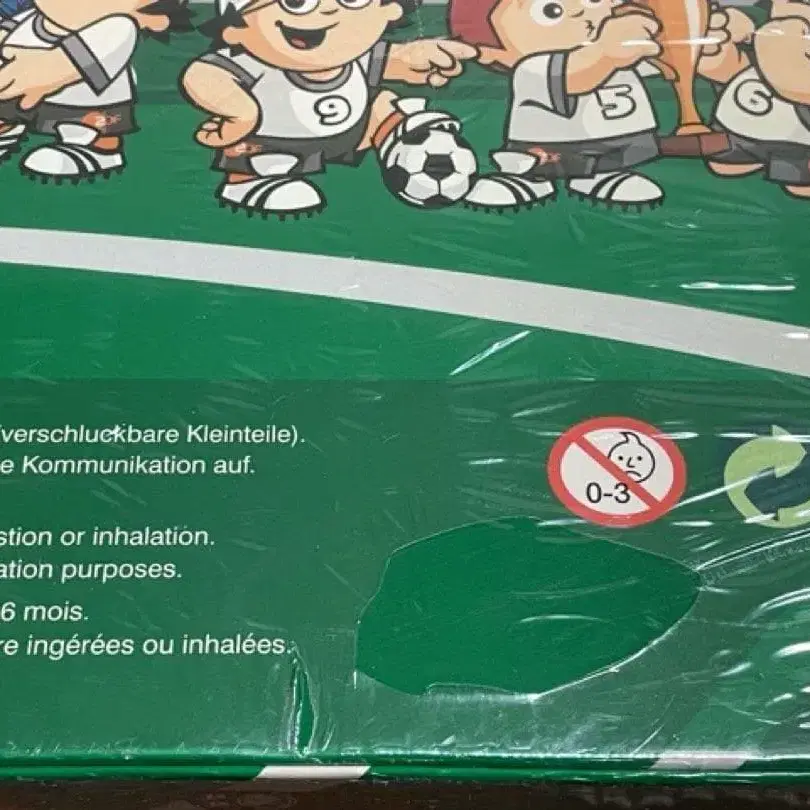 9
5
6
verschluckbare Kleinteile).
e Kommunikation auf.
0-3
stion or inhalation.
ation purposes.
6 mois.
re ingérées ou inhalées.